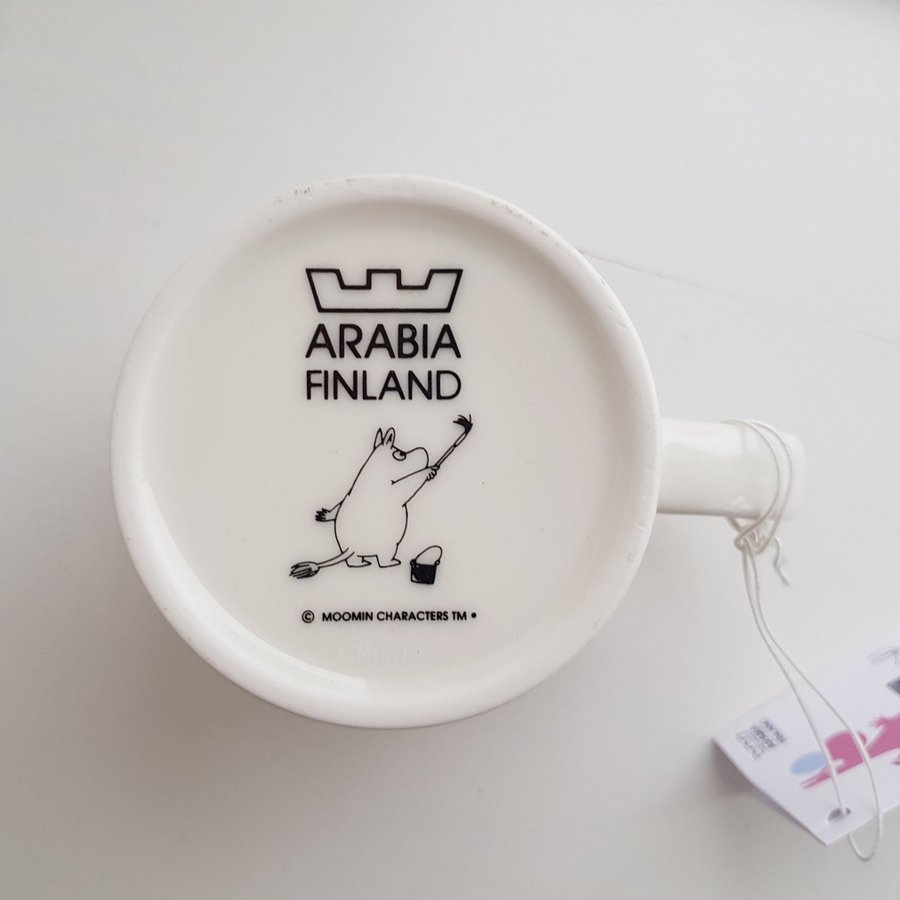 ARABIA
FINLAND
© MOOMIN CHARACTERS TM •